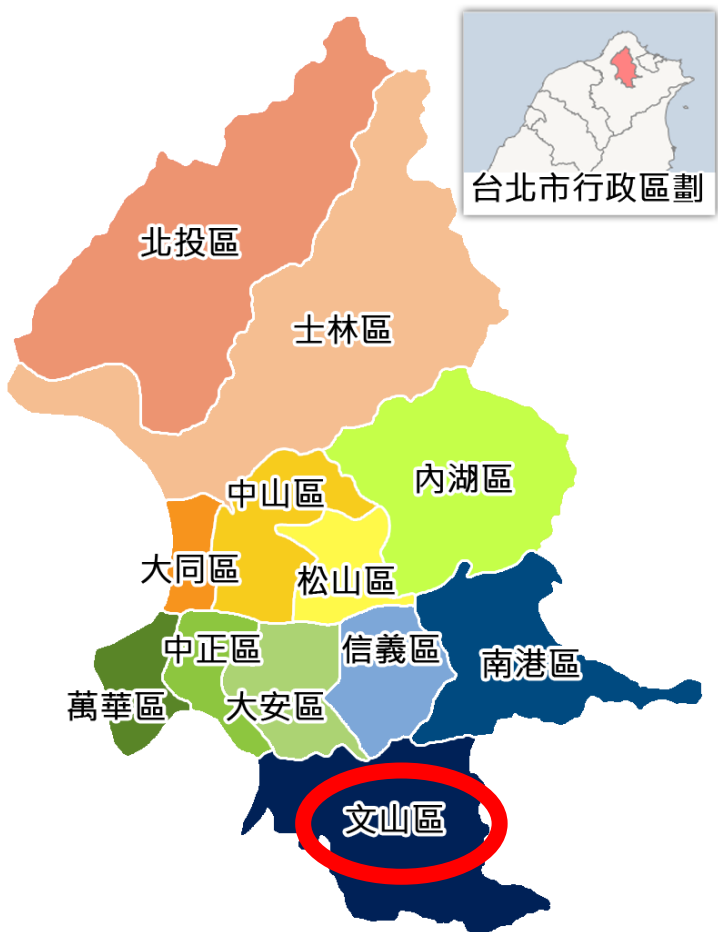 台北市行政區劃
北投區
士林區
內湖區
中山區
大同區
松山區
中正區
信義區
南港區
萬華區
大安區
文山區